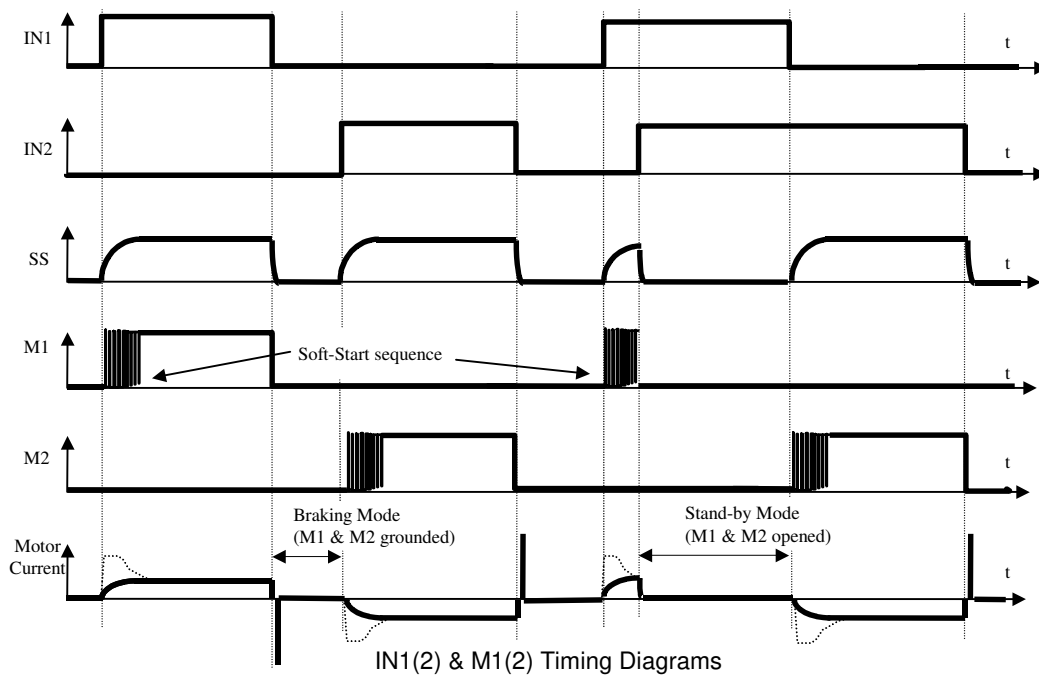 IN1
t
IN2
t
SS
t
M1
Soft-Start sequence
t
M2
t
Braking Mode
(M1 & M2 grounded)
Stand-by Mode
(M1 & M2 opened)
Motor
Current
t
IN1(2) & M1(2) Timing Diagrams